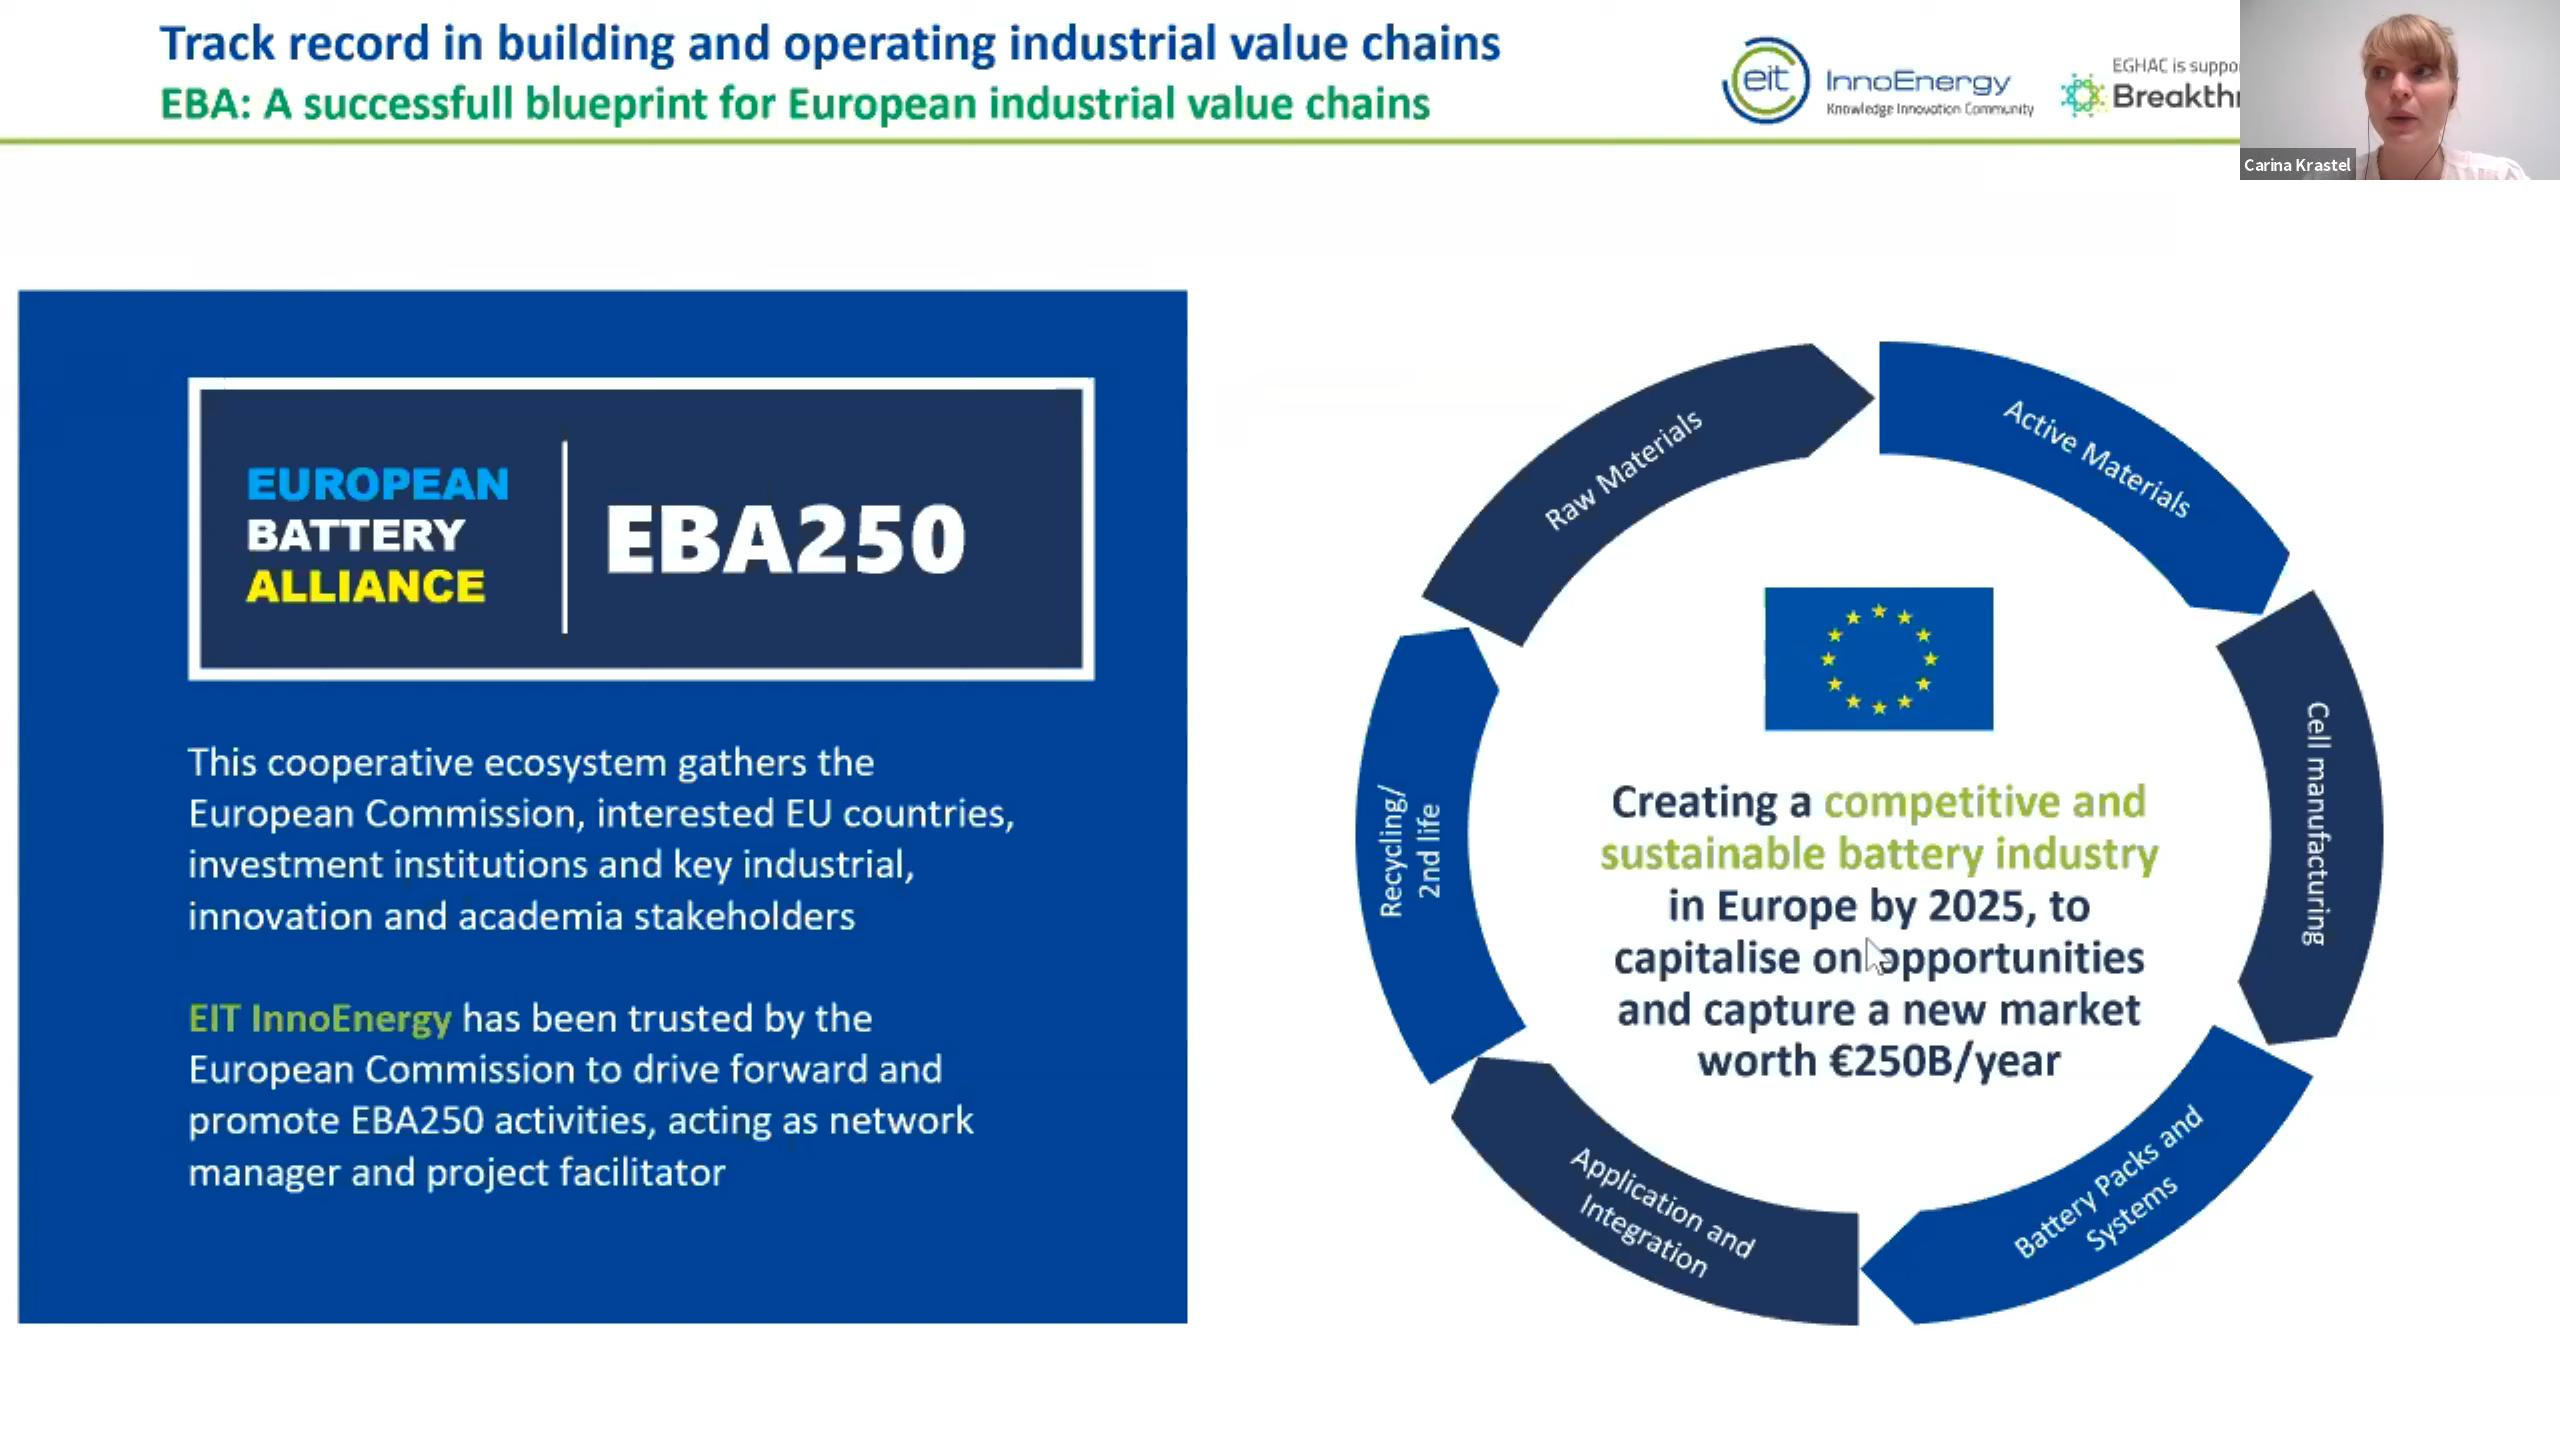 Track record in building and operating industrial value chains
EBA: A successfull blueprint for European industrial value chains
eit
InnoEnergy
Knowledge Innovation Community
EGHAC is
Carina Krastel
EUROPEAN
BATTERY
ALLIANCE
EBA250
This cooperative ecosystem gathers the
European Commission, interested EU countries,
investment institutions and key industrial,
innovation and academia stakeholders
EIT InnoEnergy has been trusted by the
European Commission to drive forward and
promote EBA250 activities, acting as network
manager and project facilitator
Raw Materials
Active Materials
Cell manufacturing
Battery Packs and
Systems
Application and
Integration
Recycling/
2nd life
Creating a competitive and
sustainable battery industry
in Europe by 2025, to
capitalise on opportunities
and capture a new market
worth €250B/year